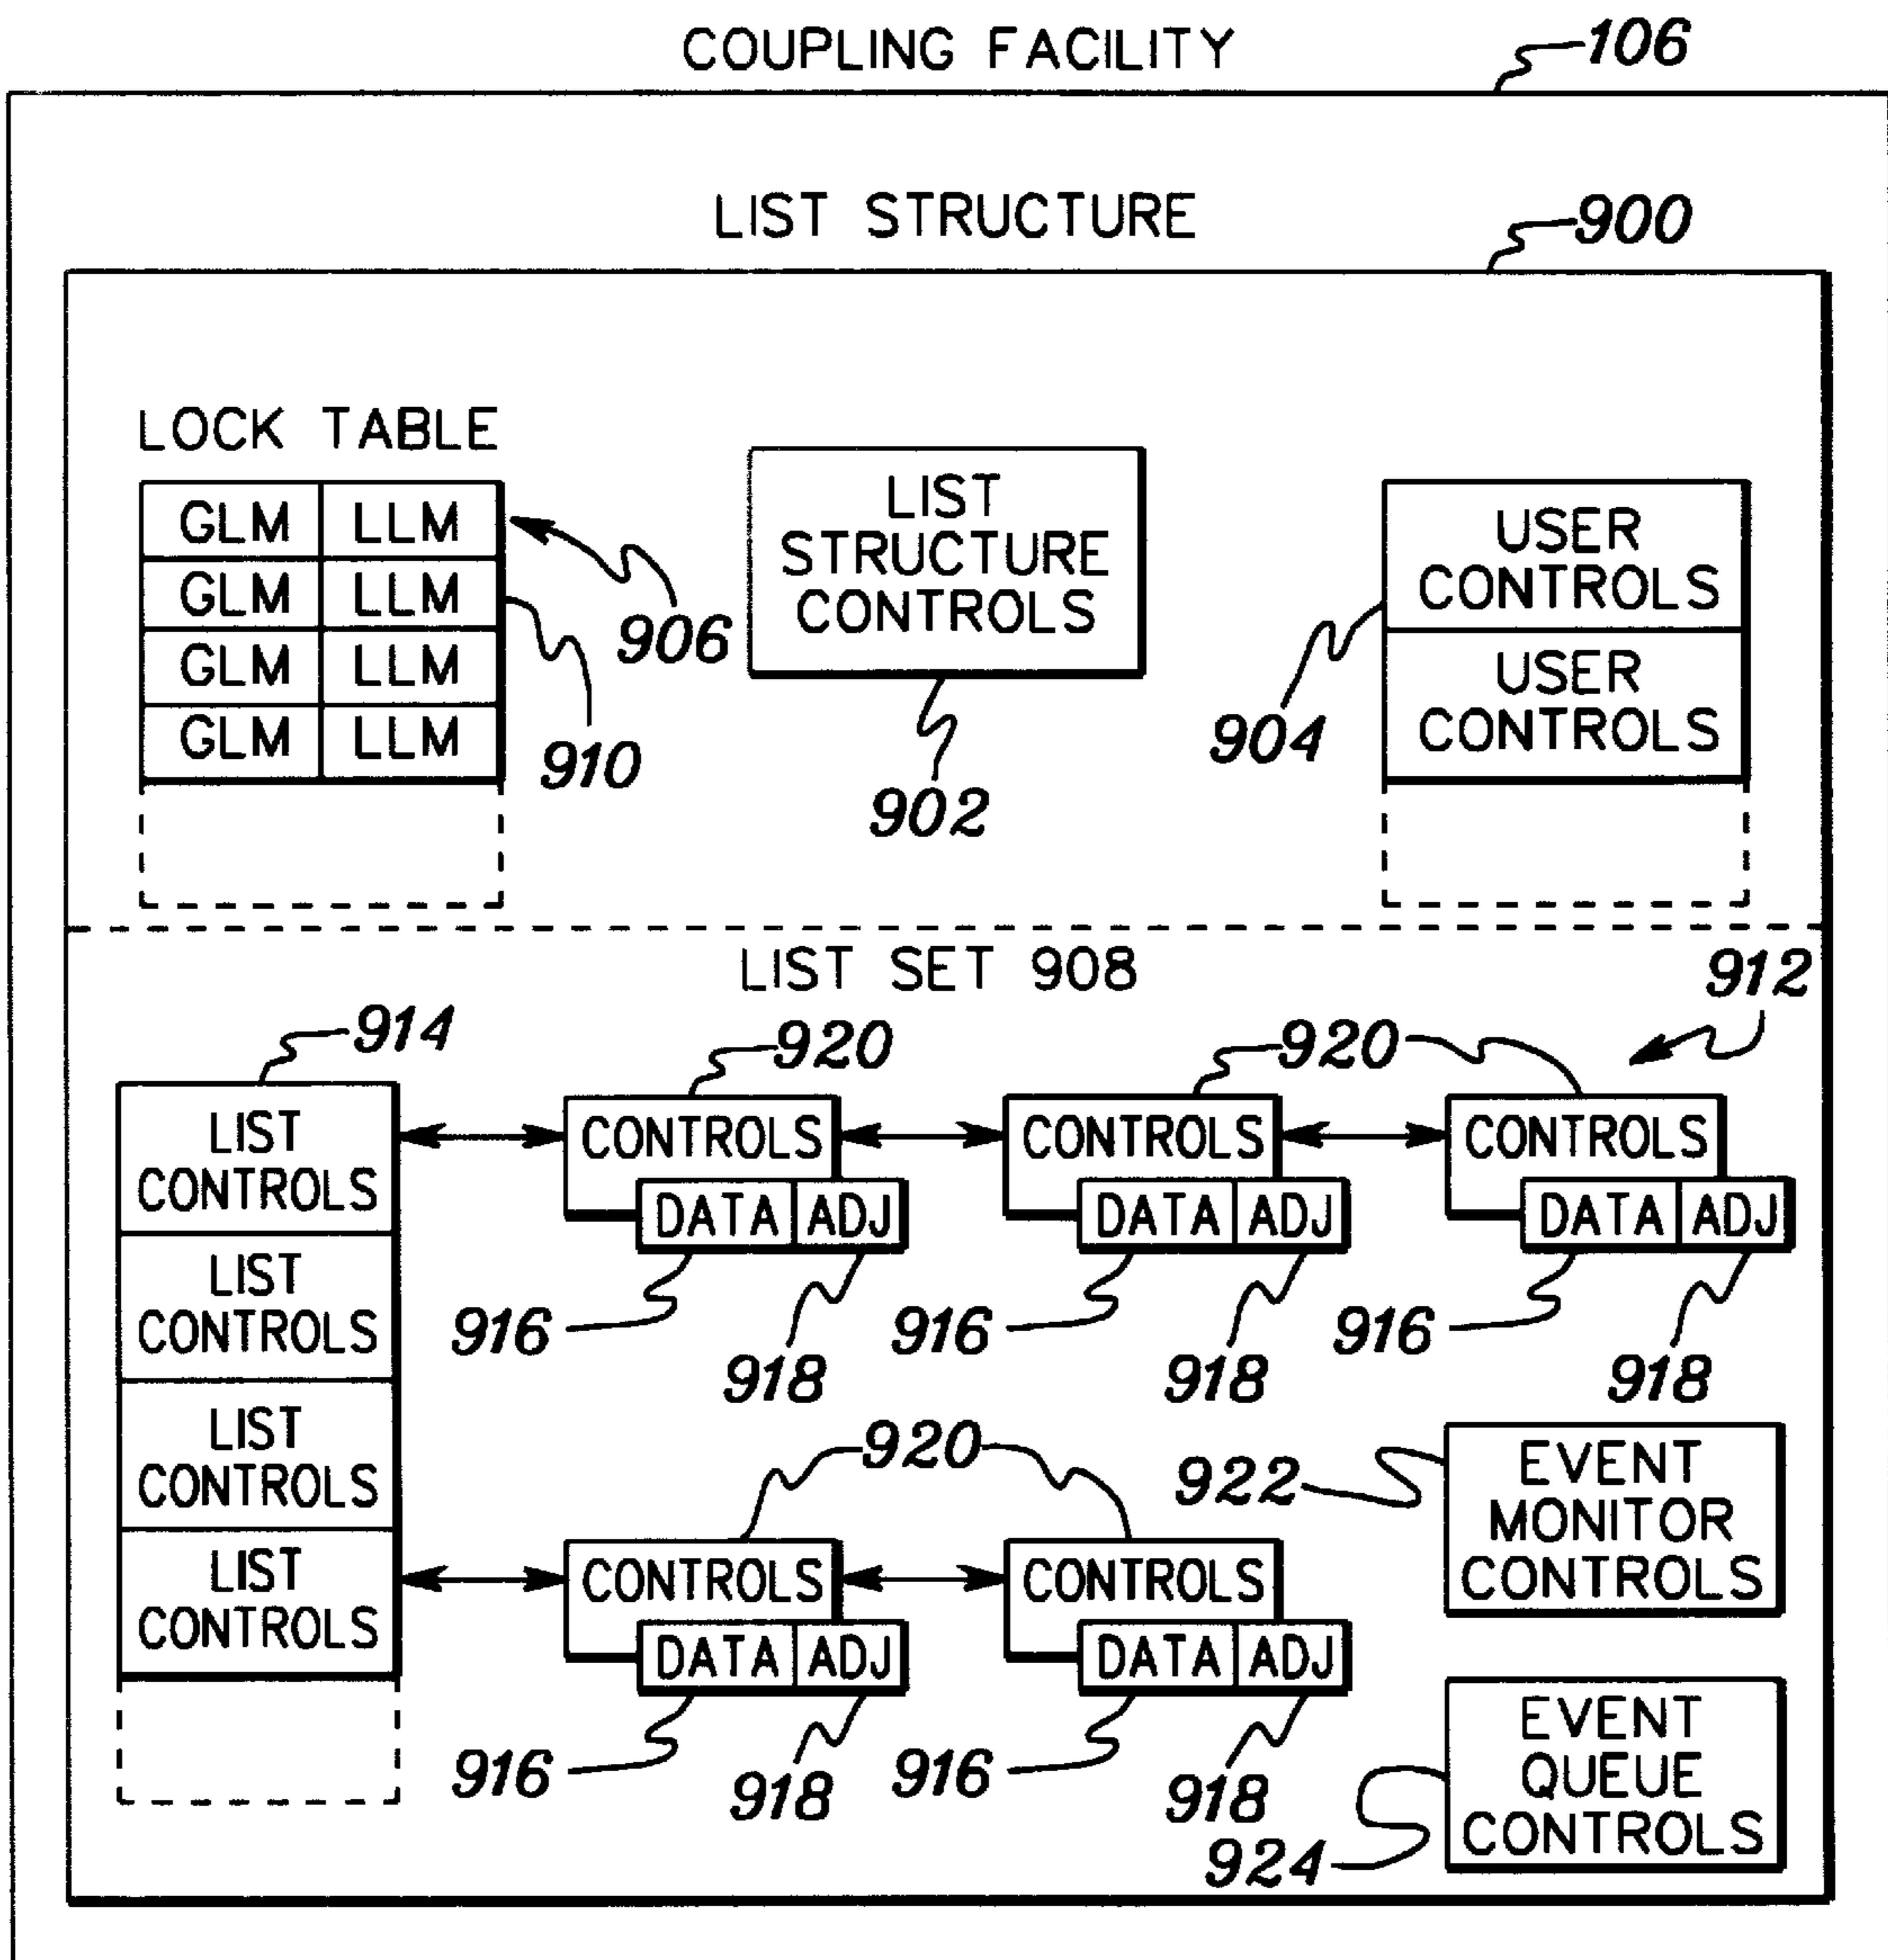 COUPLING FACILITY
106
LIST STRUCTURE
900
LOCK TABLE
GLM LLM
GLM LLM
GLM LLM
GLM LLM
906
910
LIST
STRUCTURE
CONTROLS
902
USER
CONTROLS
USER
CONTROLS
904
LIST SET 908
912
914
920
920
LIST
CONTROLS
CONTROLS
CONTROLS
CONTROLS
DATA ADJ
DATA ADJ
DATA ADJ
LIST
CONTROLS
916
918
916
918
916
918
LIST
CONTROLS
920
922
EVENT
MONITOR
CONTROLS
LIST
CONTROLS
CONTROLS
CONTROLS
DATA ADJ
DATA ADJ
916
918
916
918
EVENT
QUEUE
CONTROLS
924